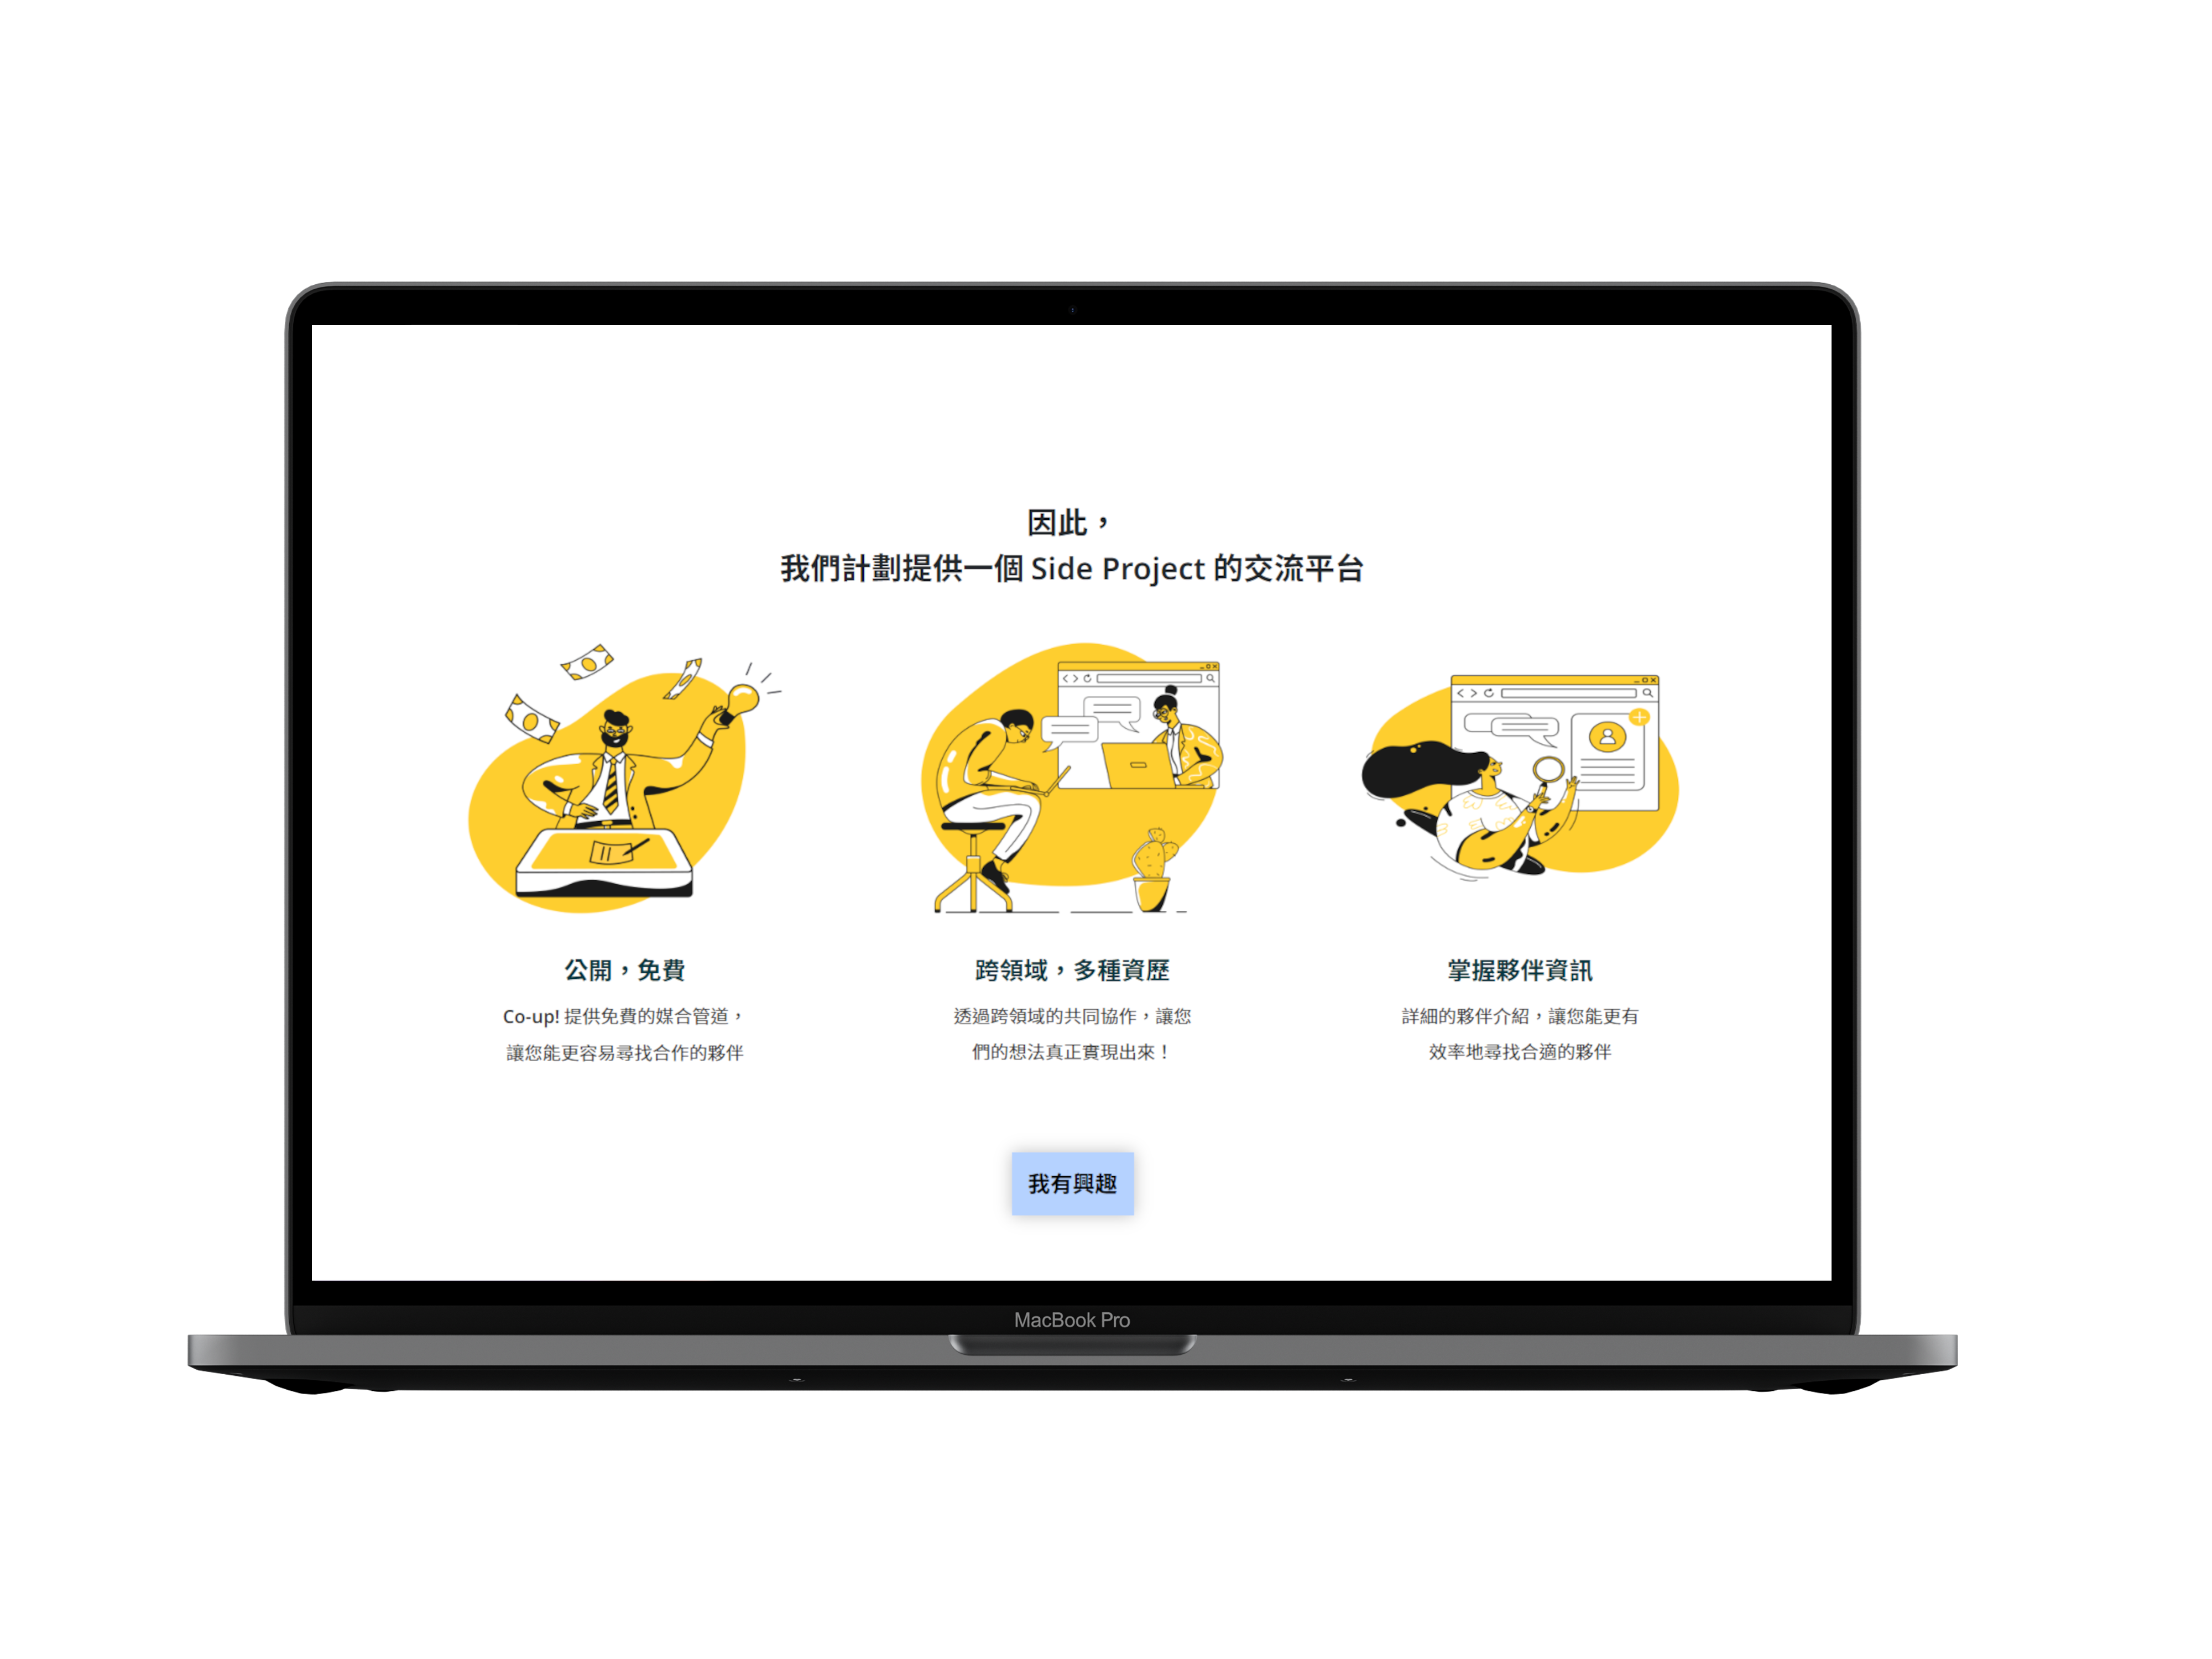 因此，
我們計劃提供一個 Side Project 的交流平台
公開，免費
Co-up! 提供免費的媒合管道，
讓您能更容易尋找合作的夥伴
跨領域，多種資歷
透過跨領域的共同協作，讓您
們的想法真正實現出來！
掌握夥伴資訊
詳細的夥伴介紹，讓您能更有
效率地尋找合適的夥伴
我有興趣
MacBook Pro